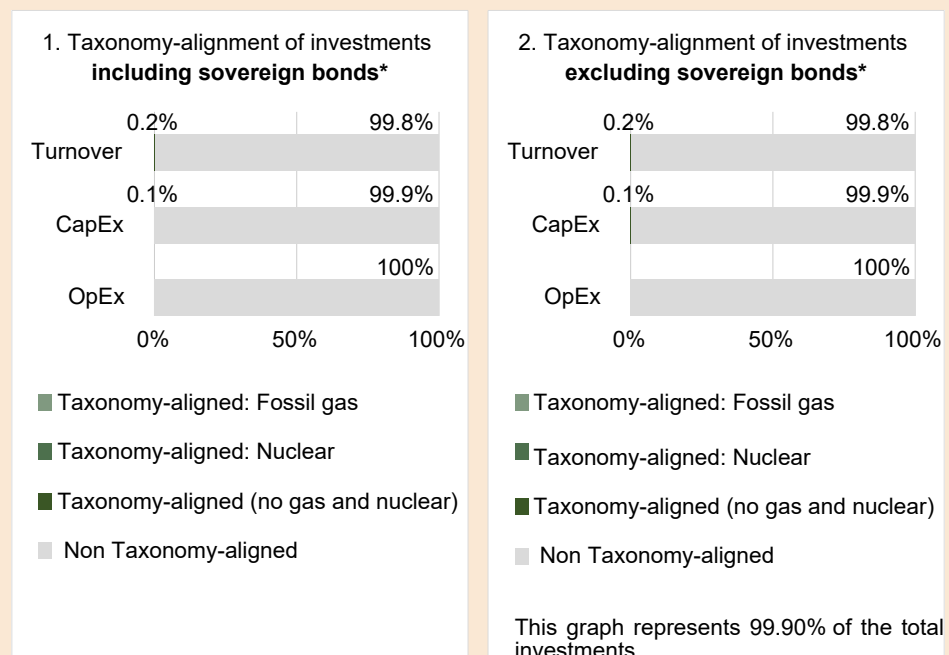 1. Taxonomy-alignment of investments
including sovereign bonds*
0.2% 99.8%
Turnover
0.1% 99.9%
CapEx
100%
OpEx
0% 50% 100%
Taxonomy-aligned: Fossil gas
Taxonomy-aligned: Nuclear
Taxonomy-aligned (no gas and nuclear)
Non Taxonomy-aligned
2. Taxonomy-alignment of investments
excluding sovereign bonds*
0.2% 99.8%
Turnover
0.1% 99.9%
CapEx
100%
OpEx
0% 50% 100%
Taxonomy-aligned: Fossil gas
Taxonomy-aligned: Nuclear
Taxonomy-aligned (no gas and nuclear)
Non Taxonomy-aligned
This graph represents 99.90% of the total
investments